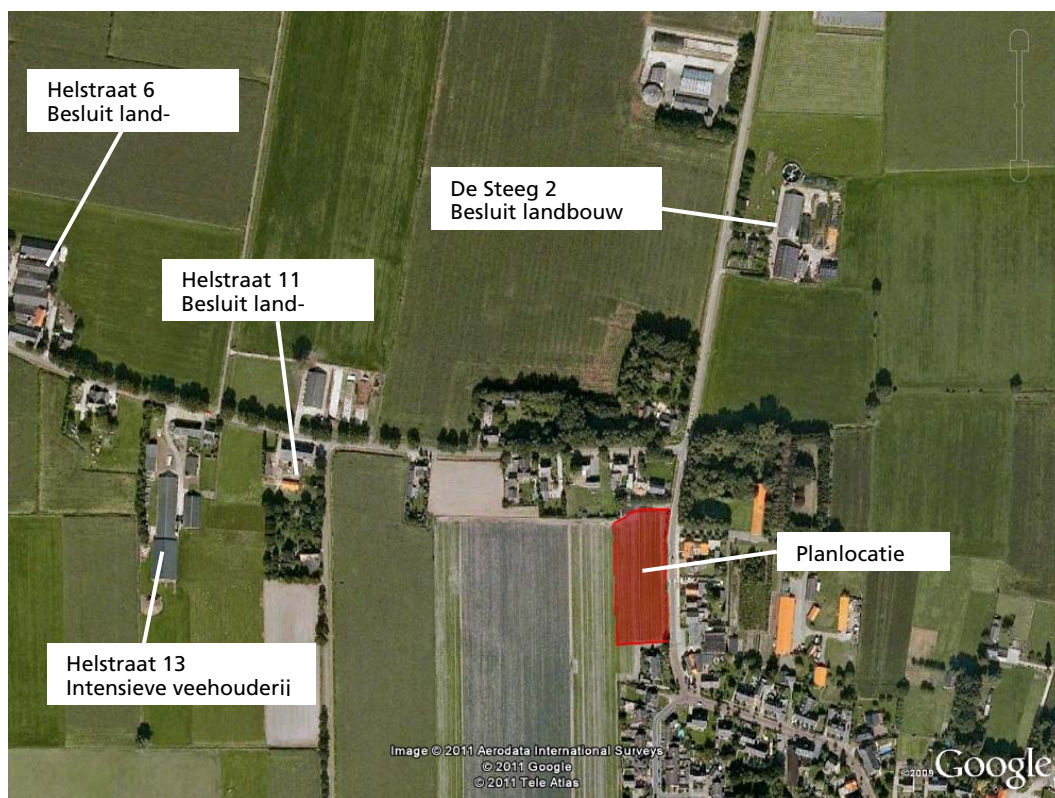 Helstraat 6
Besluit land-
De Steeg 2
Besluit landbouw
Helstraat 11
Besluit land-
Planlocatie
Helstraat 13
Intensieve veehouderij
Image © 2011 Aerodata International Surveys
© 2011 Google
© 2011 Tele Atlas
©2009 Google